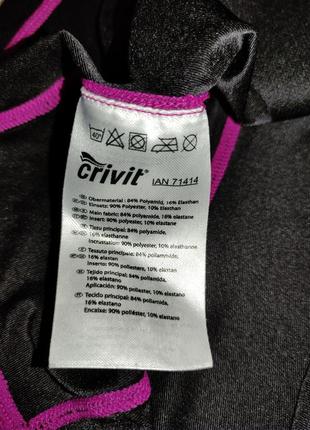 40°
crivit®
IAN 71414
Obermaterial: 84% Polyamid, 16% Elasthan
Einsatz: 90% Polyester, 10% Elasthan
Main fabric: 84% polyamide, 16% elastane
Insert: 90% polyester, 10% elastane
Tissu principal: 84% polyamide,
16% élasthanne
Incrustation: 90% polyester, 10% élasthanne
Tessuto principale: 84% poliammide,
16% elastan
Inserto: 90% poliestere, 10% elastan
Tejido principal: 84% poliamida,
16% elastano
Aplicación: 90% poliéster, 10% elastano
Tecido principal: 84% poliamida,
16% elastano
Encaixe: 90% poliéster, 10% elastano